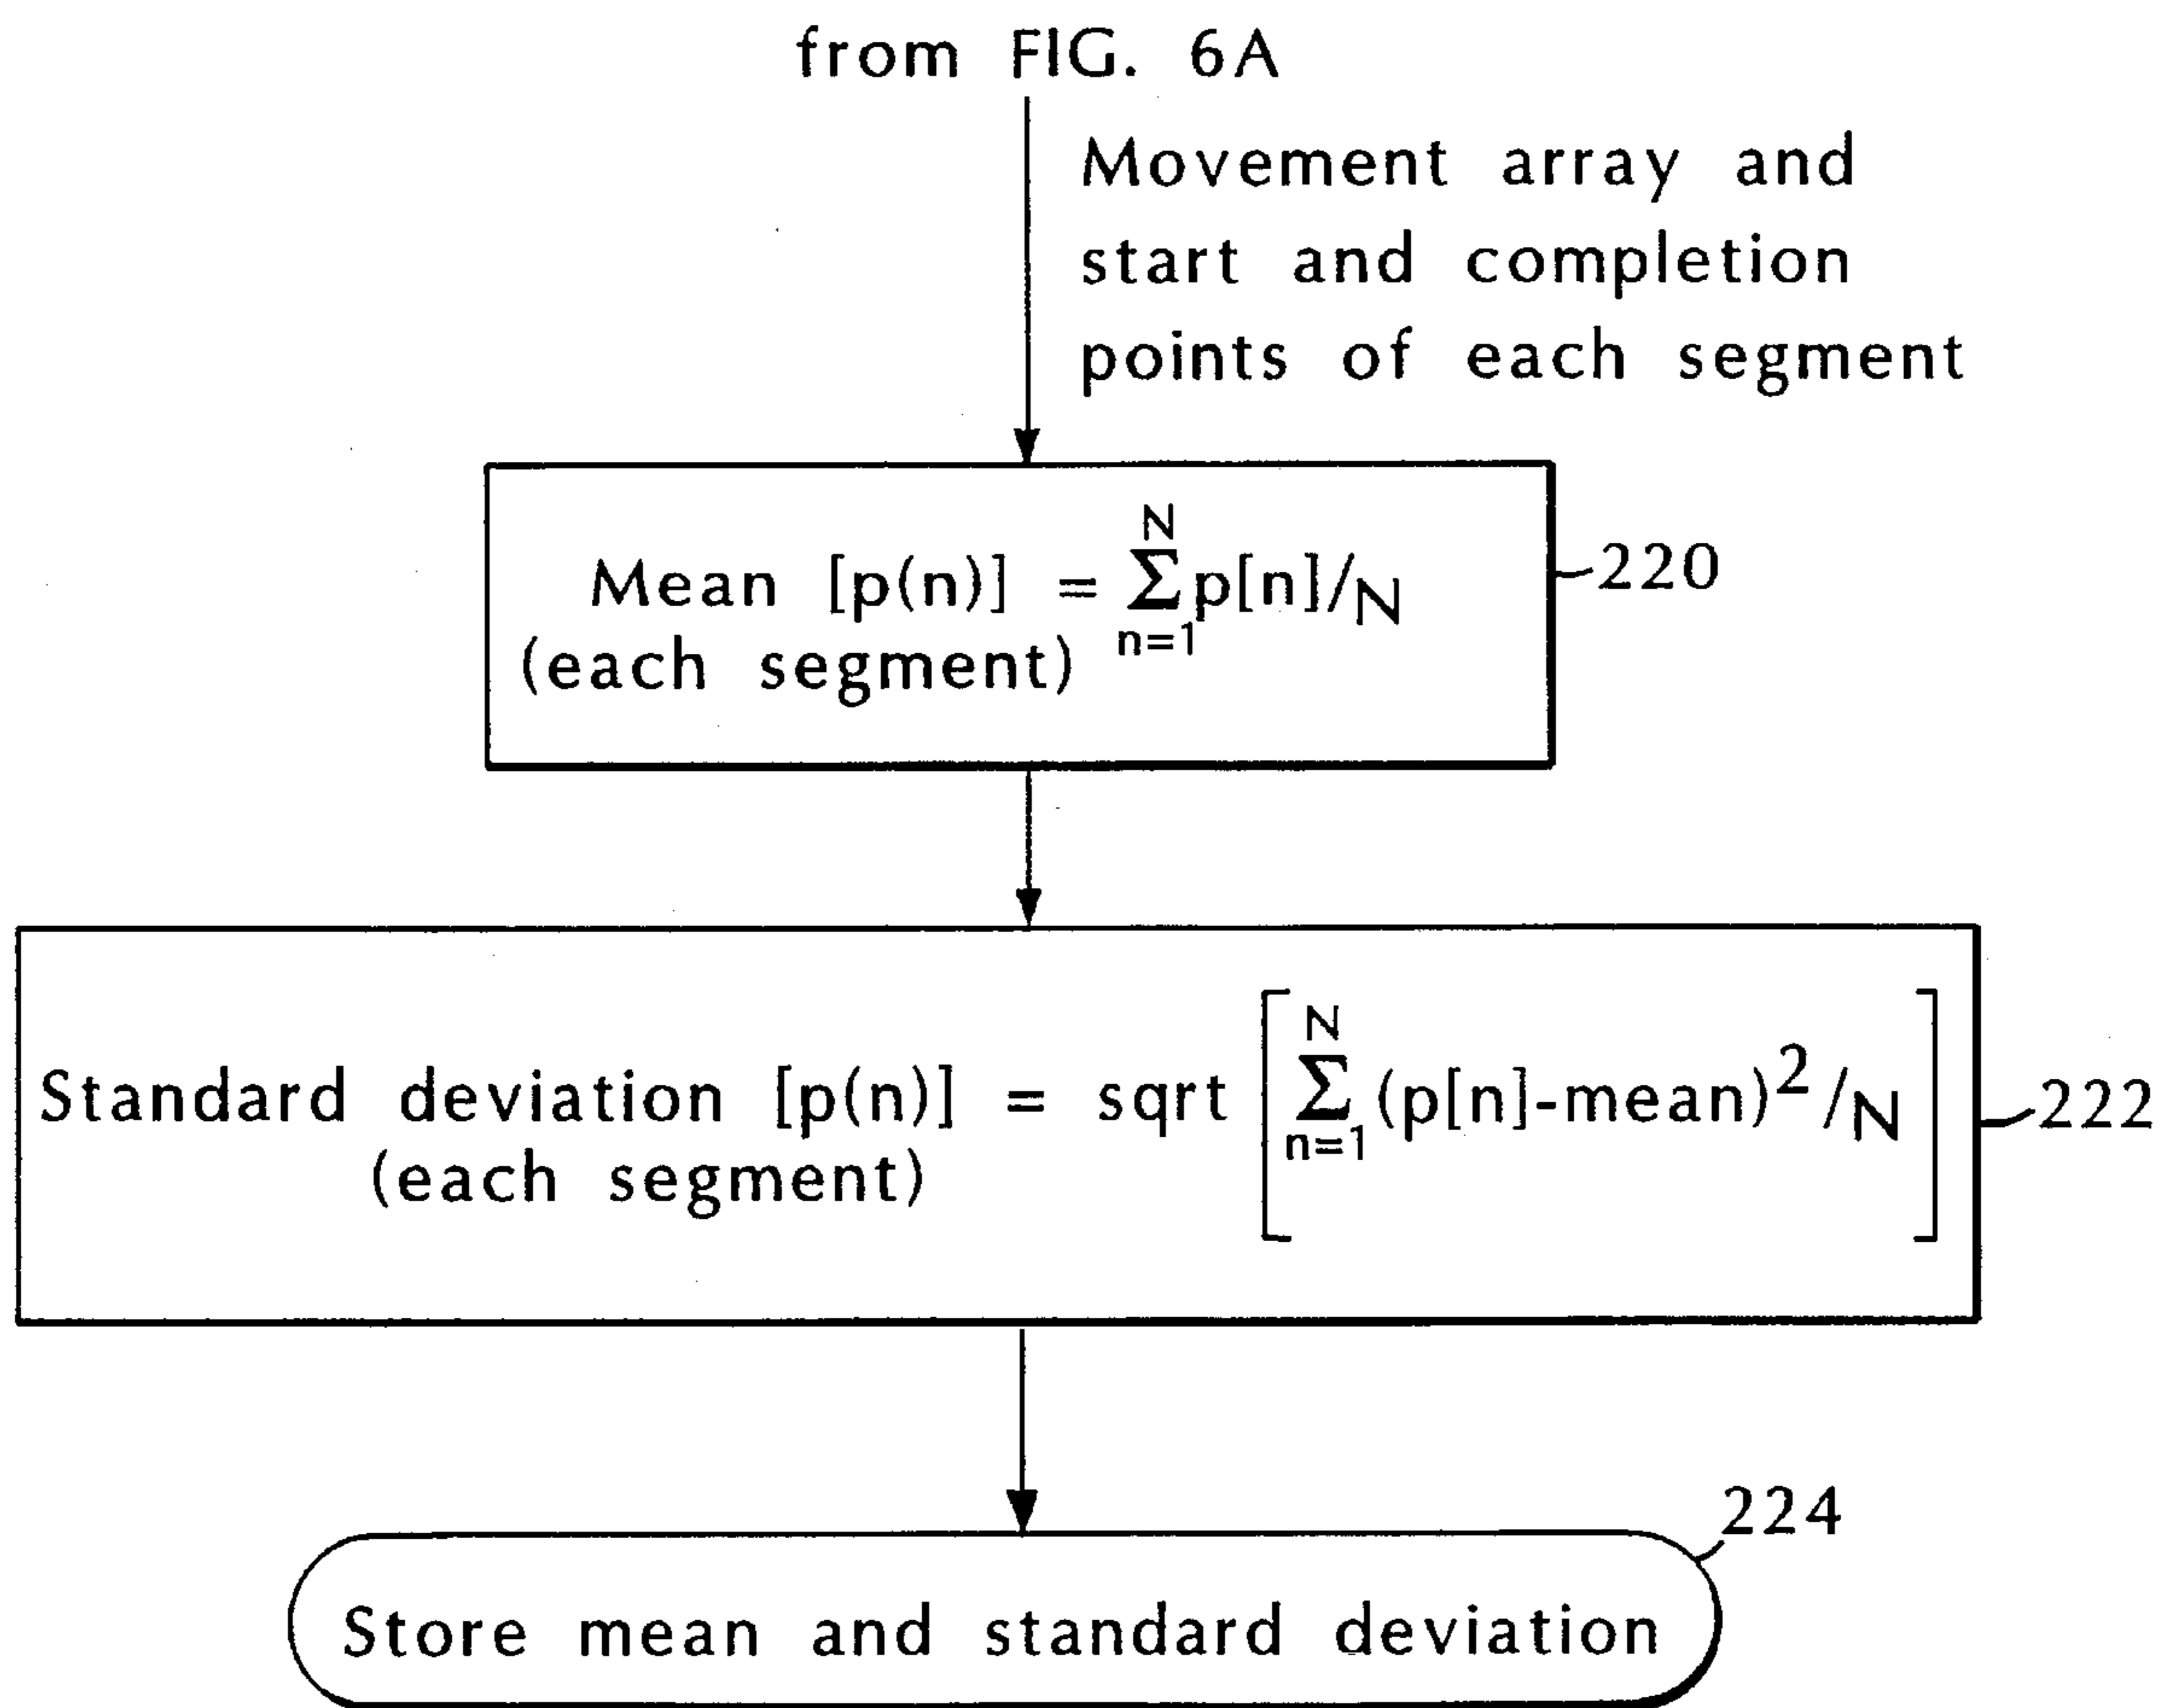 from FIG. 6A
Movement array and
start and completion
points of each segment
N
Mean [p(n)] = Σp[n]/N
n=1
(each segment)
220
N
Standard deviation [p(n)] = sqrt [Σ(p[n]-mean)²/N]
n=1
(each segment)
222
224
Store mean and standard deviation